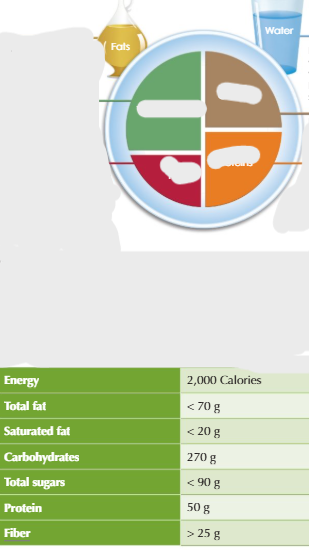 Fats
Water
Energy 2,000 Calories
Total fat < 70 g
Saturated fat < 20 g
Carbohydrates 270 g
Total sugars < 90 g
Protein 50 g
Fiber > 25 g